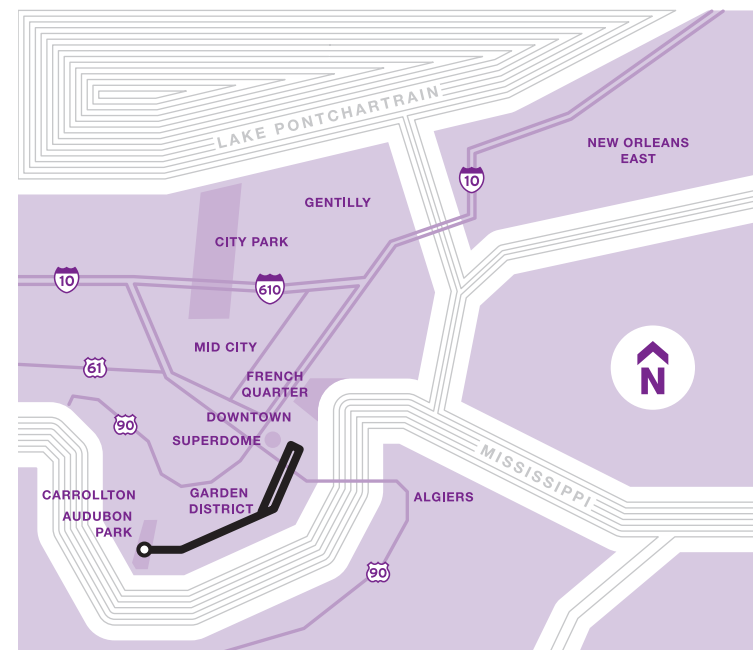 LAKE PONTCHARTRAIN
NEW ORLEANS
EAST
10
GENTILLY
CITY PARK
10
610
MID CITY
61
N
FRENCH
QUARTER
90
DOWNTOWN
SUPERDOME
MISSISSIPPI
CARROLLTON
GARDEN
DISTRICT
ALGIERS
AUDUBON
PARK
90